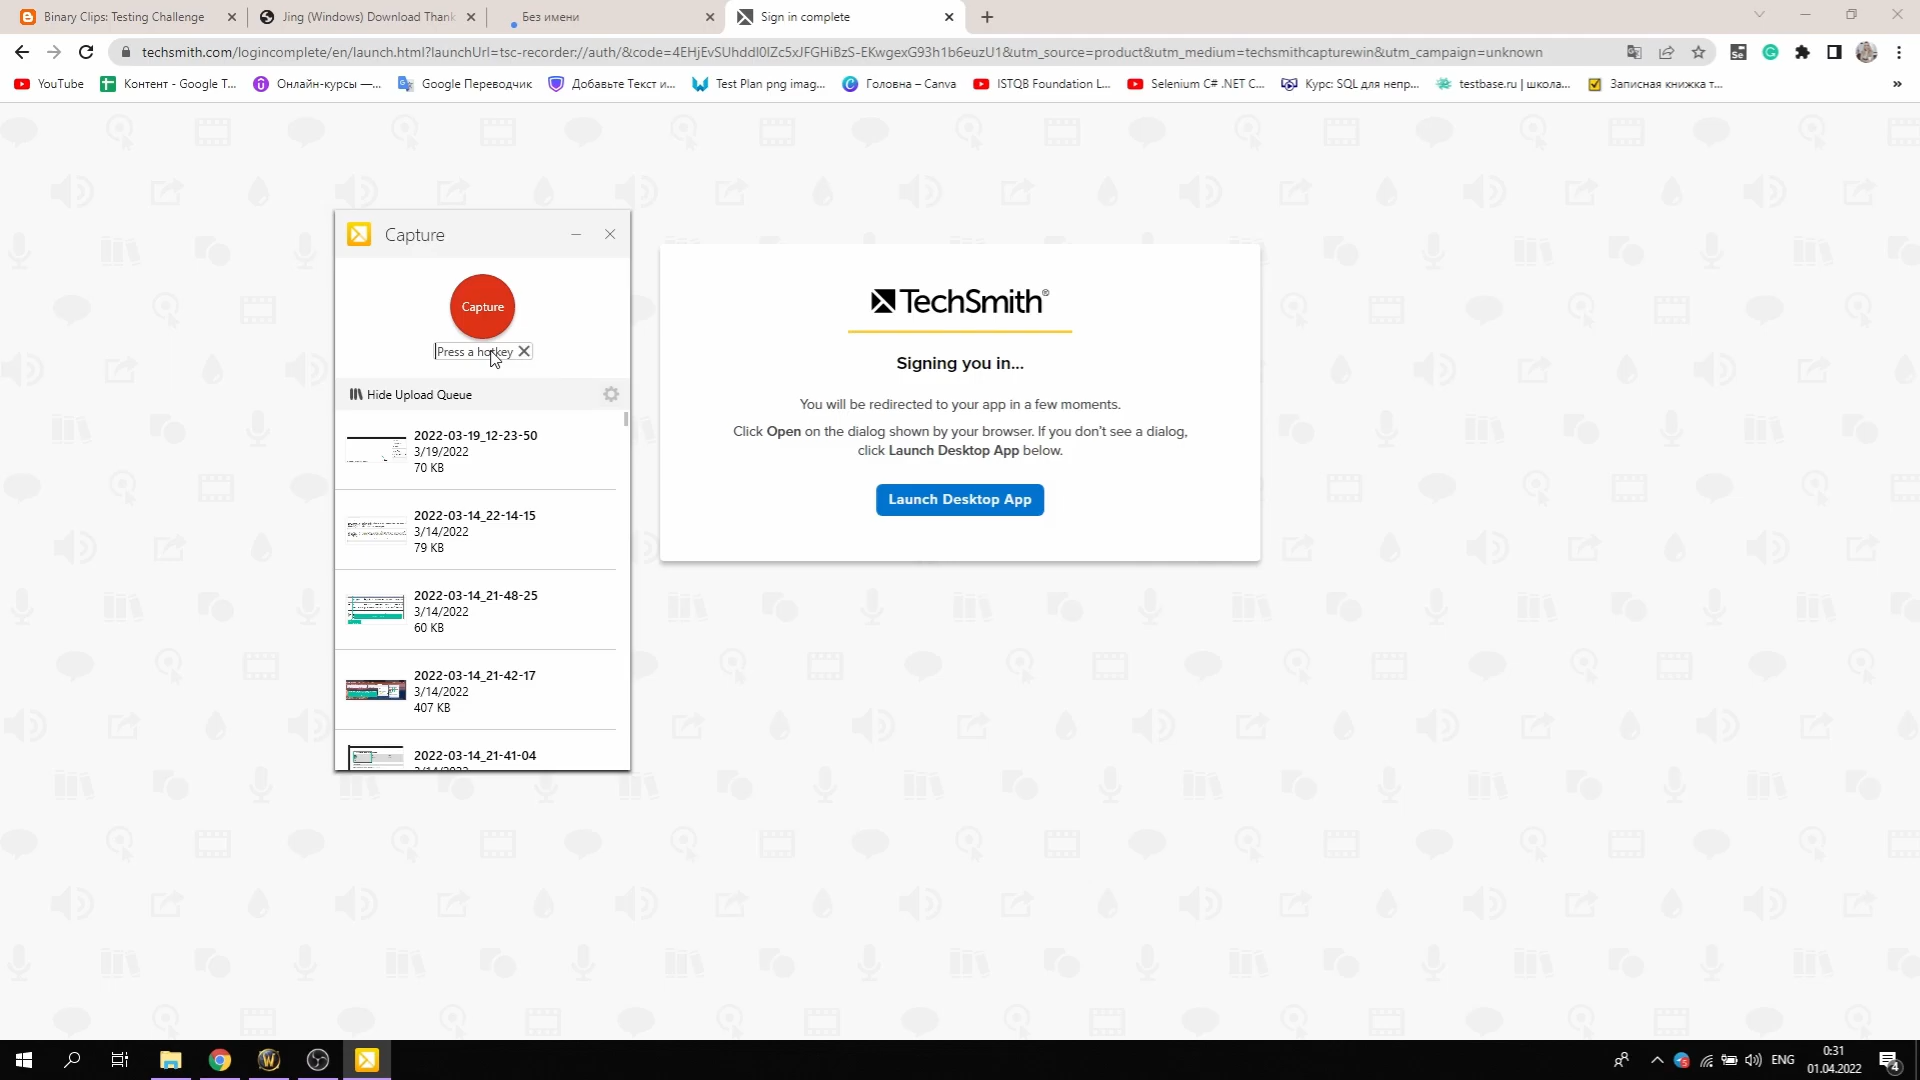 Binary Clips: Testing Challenge
Jing (Windows) Download Thank
Без имени
Sign in complete
techsmith.com/logincomplete/en/launch.html?launchUrl=tsc-recorder://auth/&code=4EHjEvSUhddI0lZc5xJFGHiBzS-EKwgexG93h1b6euzU1&utm_source=product&utm_medium=techsmithcapturewin&utm_campaign=unknown
YouTube
Контент - Google Т...
Онлайн-курсы —...
Google Переводчик
Добавьте Текст и...
Test Plan png imag...
Головна – Canva
ISTQB Foundation L...
Selenium C# .NET C...
Курс: SQL для непр...
testbase.ru | школа...
Записная книжка т...
Capture
Capture
Press a hotkey
Hide Upload Queue
2022-03-19_12-23-50
3/19/2022
70 KB
2022-03-14_22-14-15
3/14/2022
79 KB
2022-03-14_21-48-25
3/14/2022
60 KB
2022-03-14_21-42-17
3/14/2022
407 KB
2022-03-14_21-41-04
TechSmith®
Signing you in...
You will be redirected to your app in a few moments.
Click Open on the dialog shown by your browser. If you don't see a dialog,
click Launch Desktop App below.
Launch Desktop App
ENG
0:31
01.04.2022
4